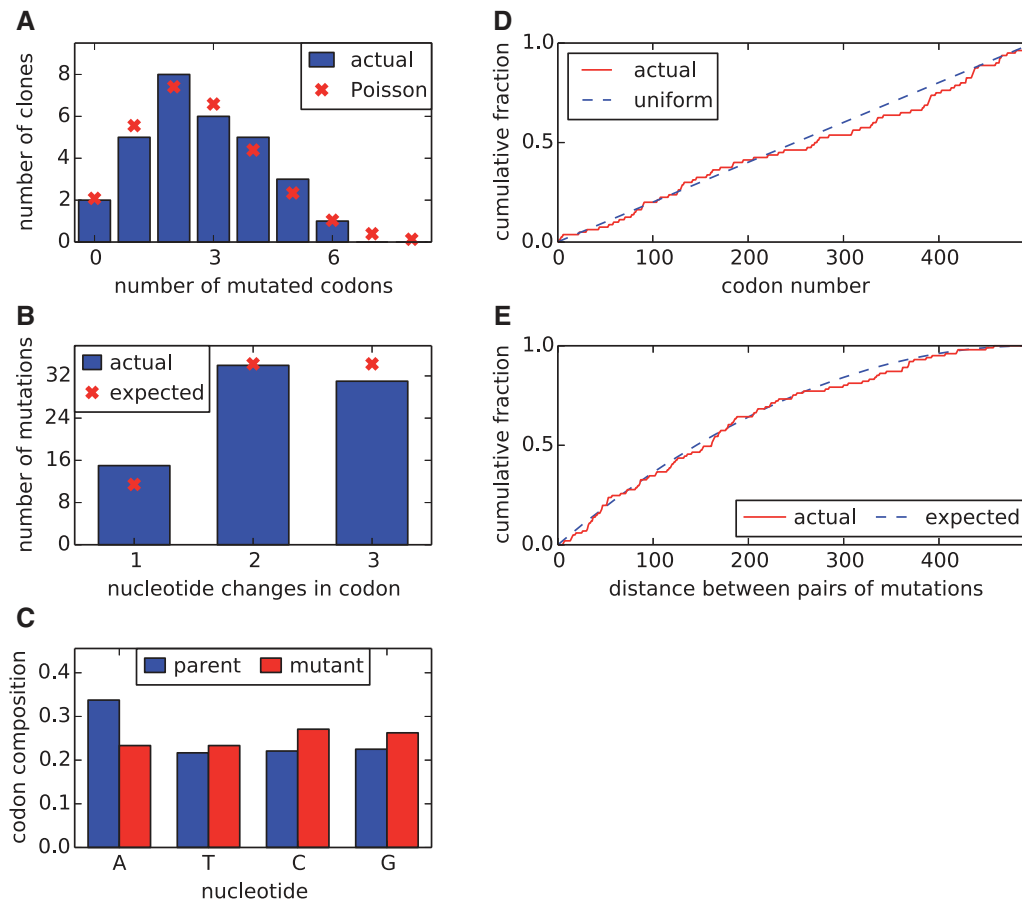 A
number of clones
8
6
4
2
0
actual
Poisson
0 3 6
number of mutated codons
B
number of mutations
32
24
16
8
0
actual
expected
1 2 3
nucleotide changes in codon
C
codon composition
0.4
0.3
0.2
0.1
0.0
parent mutant
A T C G
nucleotide
D
cumulative fraction
1.0
0.5
0.0
actual
uniform
0 100 200 300 400
codon number
E
cumulative fraction
1.0
0.5
0.0
actual expected
0 100 200 300 400
distance between pairs of mutations